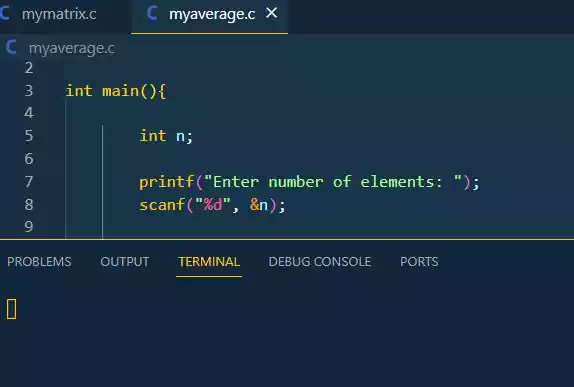 C mymatrix.c C myaverage.c ×
C myaverage.c
2
3 int main(){
4
5 int n;
6
7 printf("Enter number of elements: ");
8 scanf("%d", &n);
9
PROBLEMS OUTPUT TERMINAL DEBUG CONSOLE PORTS